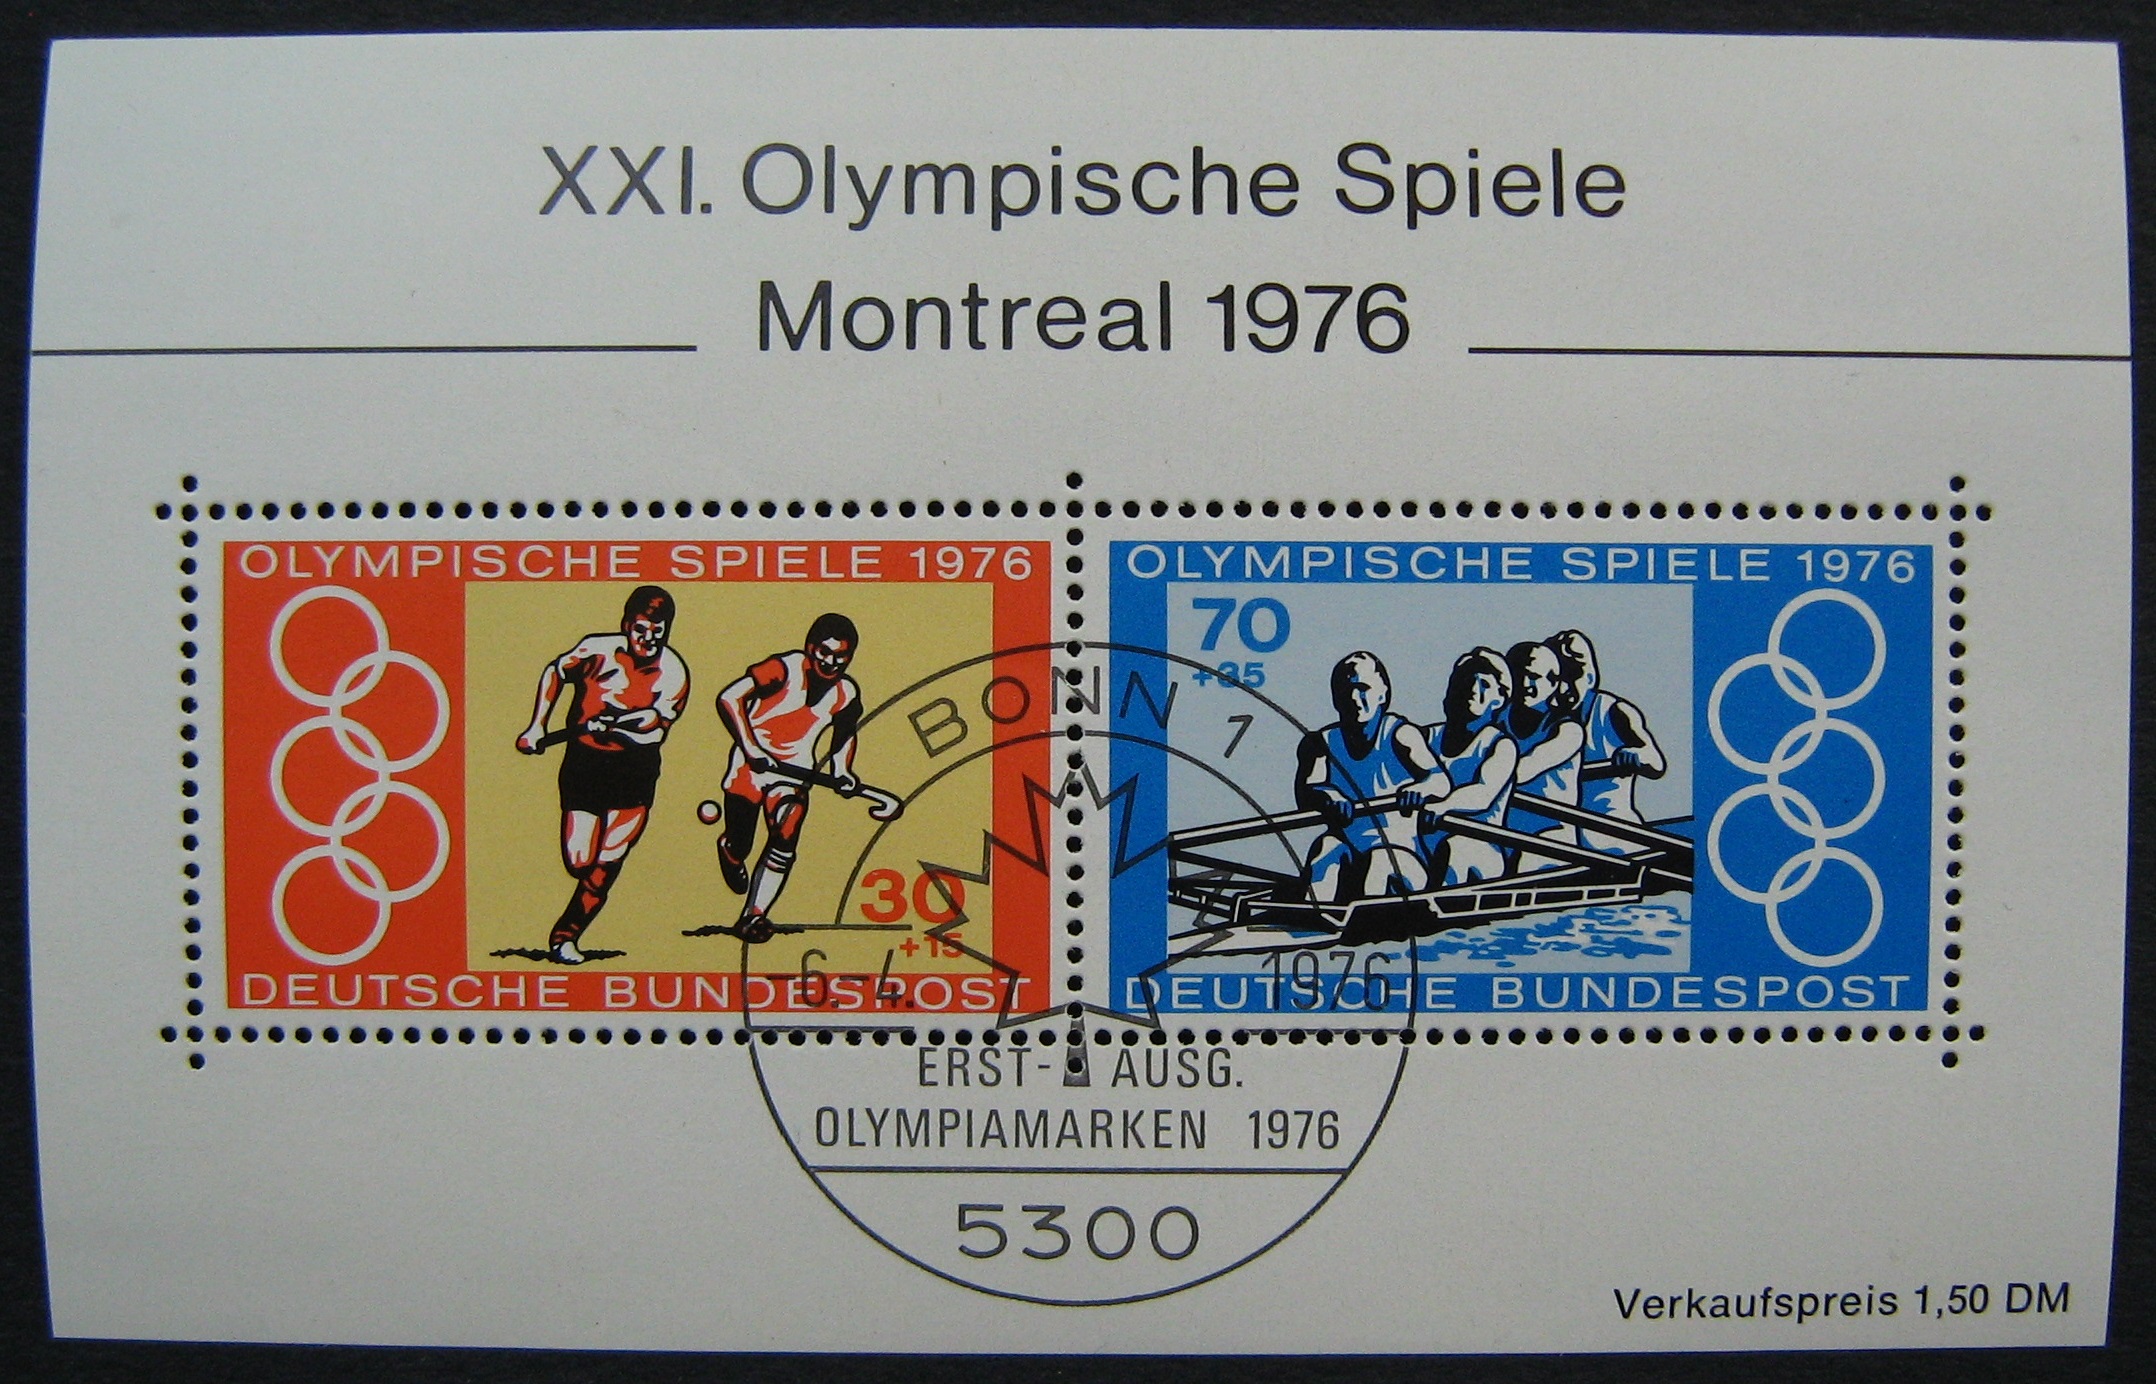 XXI. Olympische Spiele
Montreal 1976
OLYMPISCHE SPIELE 1976
30
+15
DEUTSCHE BUNDESPOST
OLYMPISCHE SPIELE 1976
70
+35
DEUTSCHE BUNDESPOST
BONN 1
-6.-4. 1976
ERST- AUSG.
OLYMPIAMARKEN 1976
5300
Verkaufspreis 1,50 DM